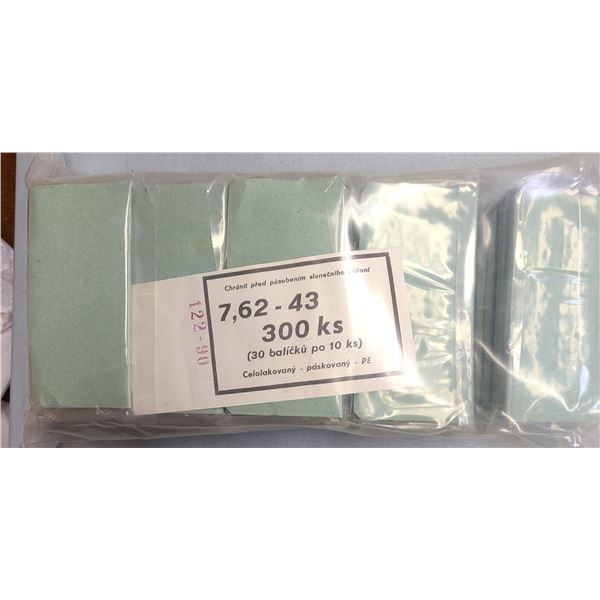 Chránit před působením slunečního záření
7,62 - 43
300 ks
(30 balíčků po 10 ks)
Celolakovaný - páskovaný - PE
122-90